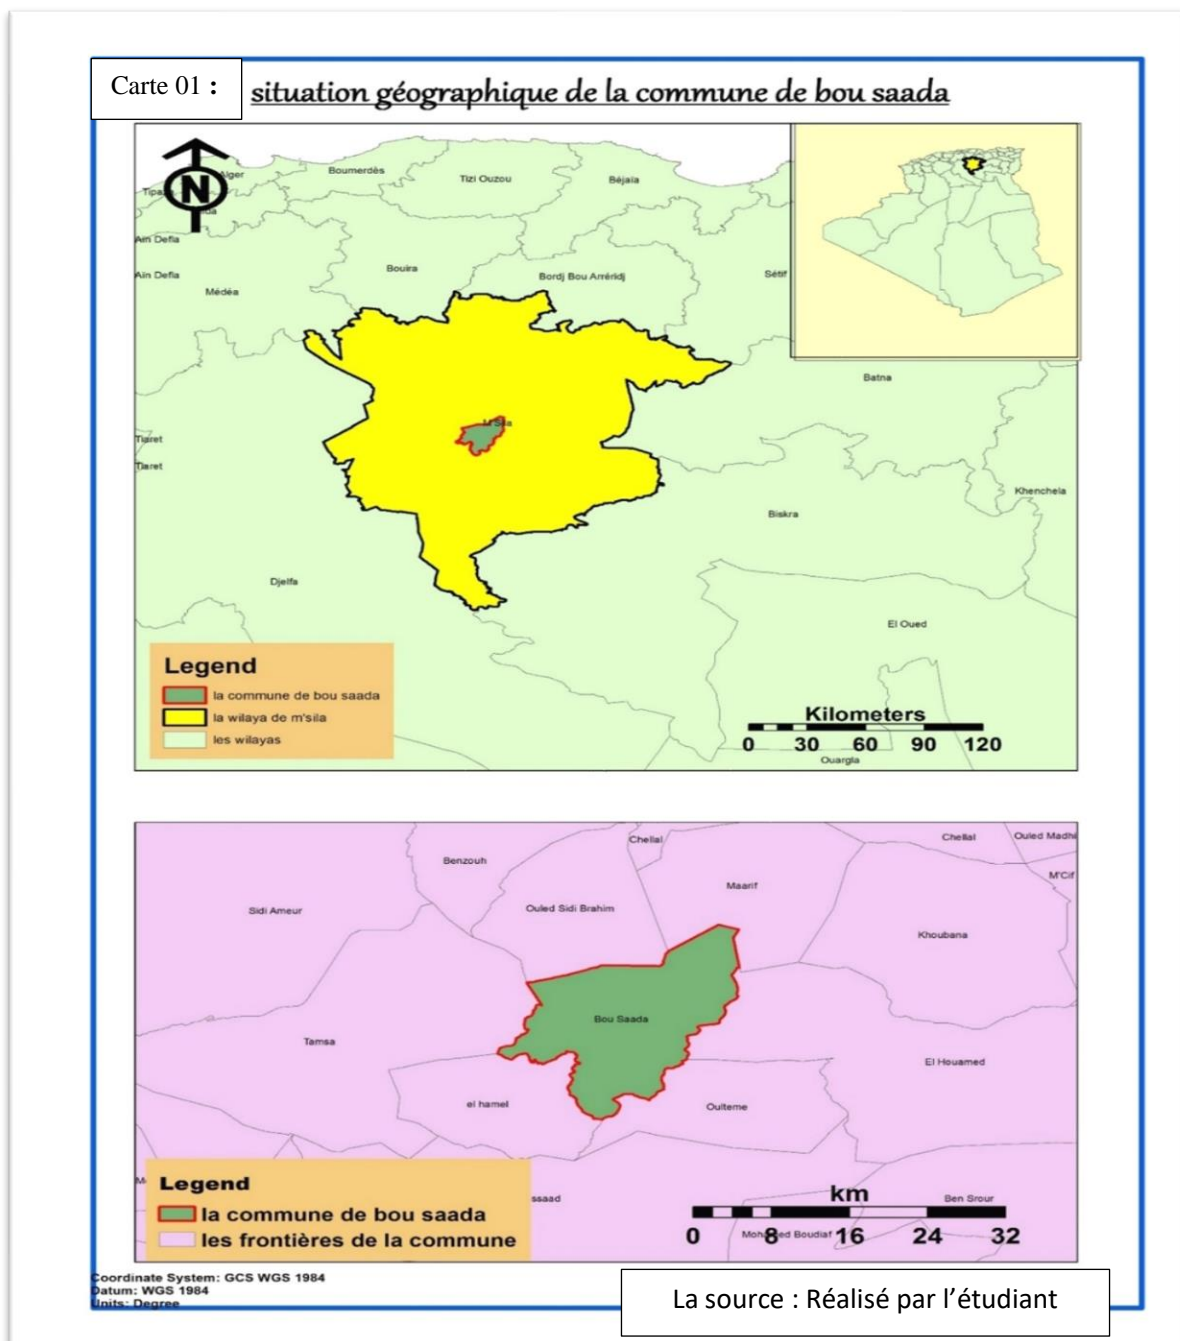 Carte 01 :
situation géographique de la commune de bou saada
N
Alger
Boumerdès
Tizi Ouzou
Béjaïa
Ain Defla
Ain Defla
Médéa
Bouira
Bordj Bou Arréridj
Sétif
M'Sila
Batna
Tiaret
Tiaret
Khenchela
Biskra
Djelfa
El Oued
Legend
la commune de bou saada
la wilaya de m'sila
les wilayas
Kilometers
0 30 60 90 120
Ouargla
Chellal
Chellal
Ouled Madhi
Benzouh
M'Cif
Maarif
Sidi Ameur
Ouled Sidi Brahim
Khoubana
Bou Saada
Tamsa
El Houamed
el hamel
Oulteme
Legend
la commune de bou saada
les frontières de la commune
ssaad
km
Ben Srour
0 8 16 24 32
Coordinate System: GCS WGS 1984
Datum: WGS 1984
Units: Degree
La source : Réalisé par l'étudiant